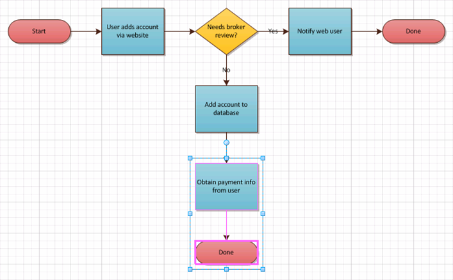 Start
User adds account
via website
Needs broker
review?
Yes
Notify web user
Done
No
Add account to
database
Obtain payment info
from user
Done